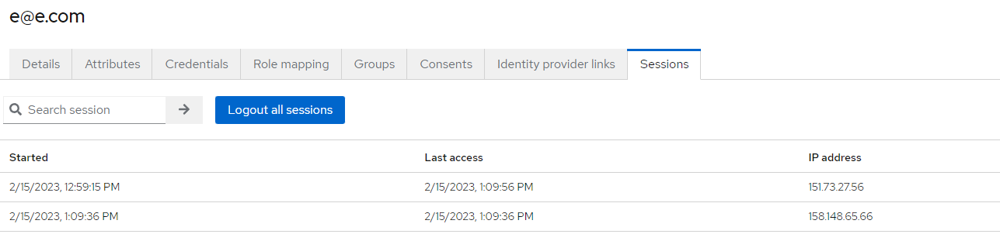 e@e.com
Details Attributes Credentials Role mapping Groups Consents Identity provider links Sessions
Search session Logout all sessions
Started Last access IP address
2/15/2023, 12:59:15 PM 2/15/2023, 1:09:56 PM 151.73.27.56
2/15/2023, 1:09:36 PM 2/15/2023, 1:09:36 PM 158.148.65.66